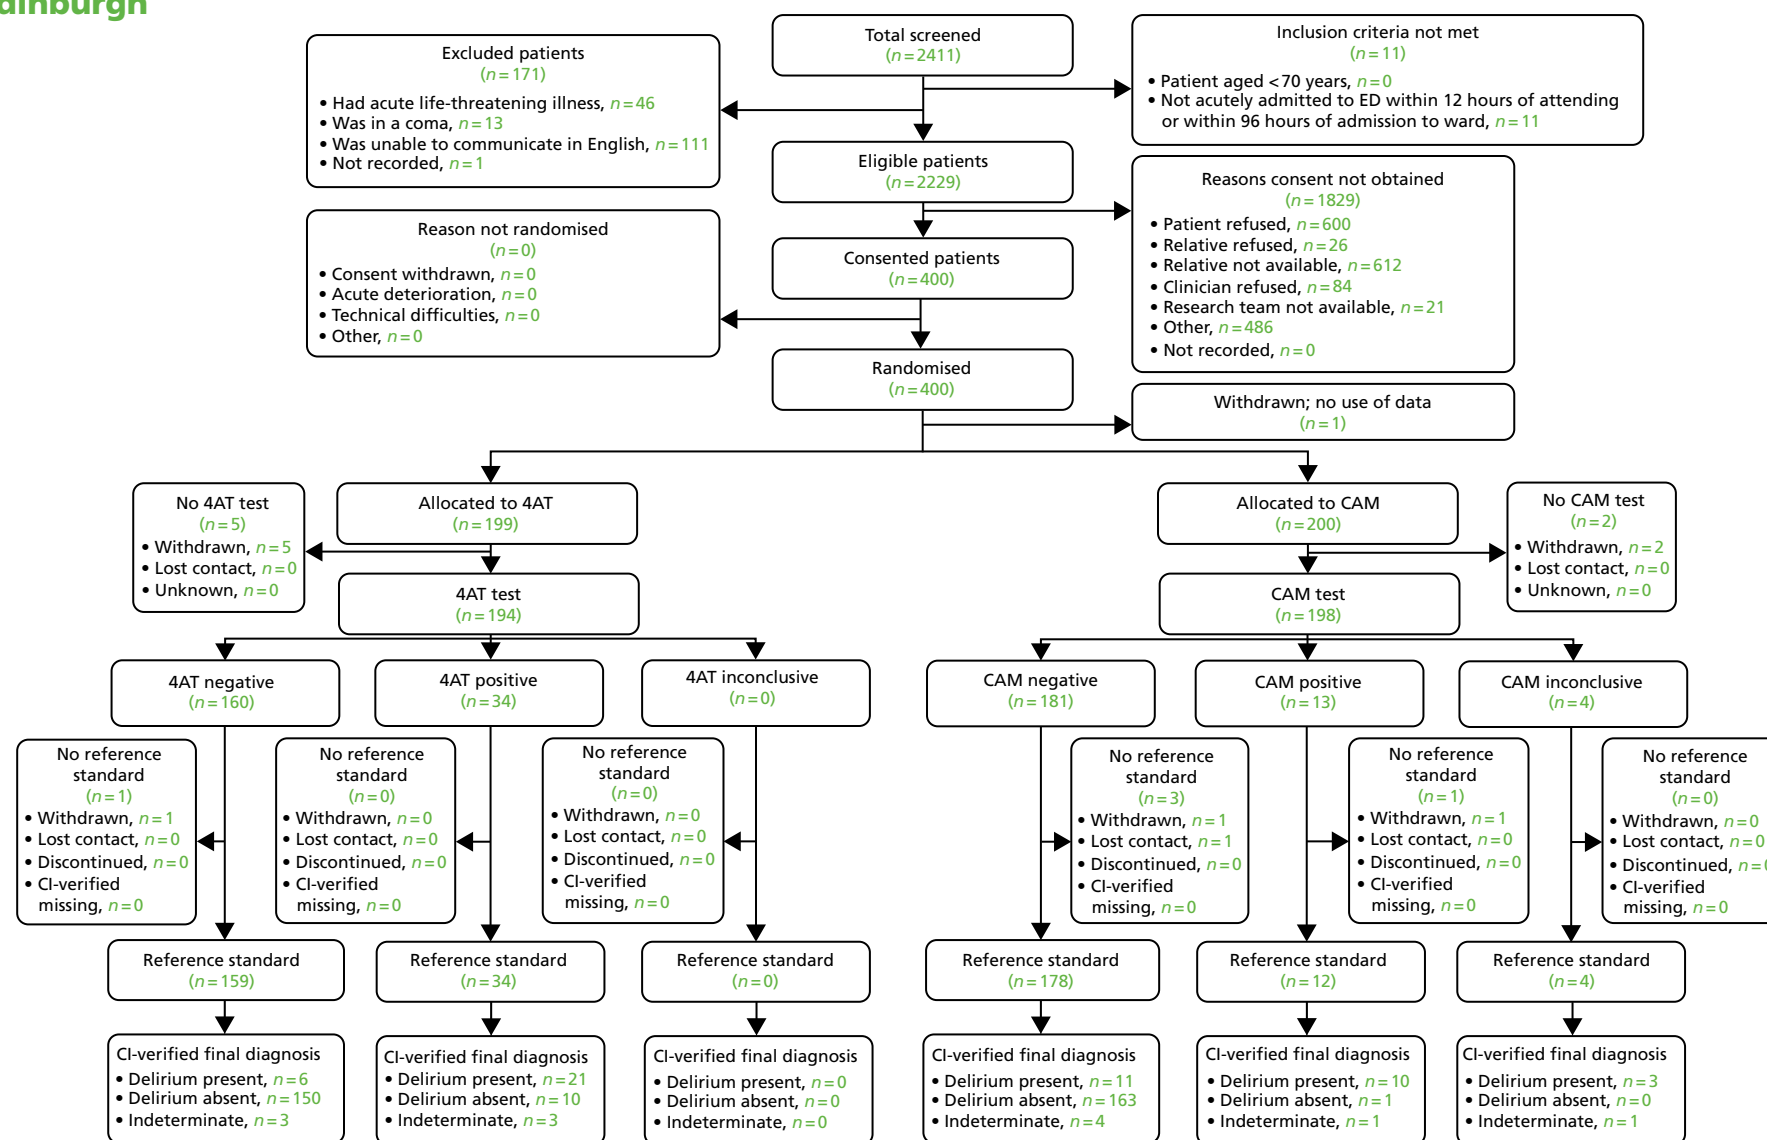 dinburgh
Total screened
(n=2411)
Inclusion criteria not met
(n=11)
• Patient aged <70 years, n=0
• Not acutely admitted to ED within 12 hours of attending
or within 96 hours of admission to ward, n=11
Excluded patients
(n=171)
• Had acute life-threatening illness, n=46
• Was in a coma, n=13
• Was unable to communicate in English, n=111
• Not recorded, n=1
Eligible patients
(n=2229)
Reasons consent not obtained
(n=1829)
• Patient refused, n=600
• Relative refused, n=26
• Relative not available, n=612
• Clinician refused, n=84
• Research team not available, n=21
• Other, n=486
• Not recorded, n=0
Consented patients
(n=400)
Reason not randomised
(n=0)
• Consent withdrawn, n=0
• Acute deterioration, n=0
• Technical difficulties, n=0
• Other, n=0
Randomised
(n=400)
Withdrawn; no use of data
(n=1)
No 4AT test
(n=5)
• Withdrawn, n=5
• Lost contact, n=0
• Unknown, n=0
Allocated to 4AT
(n=199)
Allocated to CAM
(n=200)
No CAM test
(n=2)
• Withdrawn, n=2
• Lost contact, n=0
• Unknown, n=0
4AT test
(n=194)
CAM test
(n=198)
4AT negative
(n=160)
4AT positive
(n=34)
4AT inconclusive
(n=0)
CAM negative
(n=181)
CAM positive
(n=13)
CAM inconclusive
(n=4)
No reference
standard
(n=1)
• Withdrawn, n=1
• Lost contact, n=0
• Discontinued, n=0
• CI-verified
missing, n=0
No reference
standard
(n=0)
• Withdrawn, n=0
• Lost contact, n=0
• Discontinued, n=0
• CI-verified
missing, n=0
No reference
standard
(n=0)
• Withdrawn, n=0
• Lost contact, n=0
• Discontinued, n=0
• CI-verified
missing, n=0
No reference
standard
(n=3)
• Withdrawn, n=1
• Lost contact, n=1
• Discontinued, n=0
• CI-verified
missing, n=0
No reference
standard
(n=1)
• Withdrawn, n=1
• Lost contact, n=0
• Discontinued, n=0
• CI-verified
missing, n=0
No reference
standard
(n=0)
• Withdrawn, n=0
• Lost contact, n=0
• Discontinued, n=0
• CI-verified
missing, n=0
Reference standard
(n=159)
Reference standard
(n=34)
Reference standard
(n=0)
Reference standard
(n=178)
Reference standard
(n=12)
Reference standard
(n=4)
CI-verified final diagnosis
• Delirium present, n=6
• Delirium absent, n=150
• Indeterminate, n=3
CI-verified final diagnosis
• Delirium present, n=21
• Delirium absent, n=10
• Indeterminate, n=3
CI-verified final diagnosis
• Delirium present, n=0
• Delirium absent, n=0
• Indeterminate, n=0
CI-verified final diagnosis
• Delirium present, n=11
• Delirium absent, n=163
• Indeterminate, n=4
CI-verified final diagnosis
• Delirium present, n=10
• Delirium absent, n=1
• Indeterminate, n=1
CI-verified final diagnosis
• Delirium present, n=3
• Delirium absent, n=0
• Indeterminate, n=1